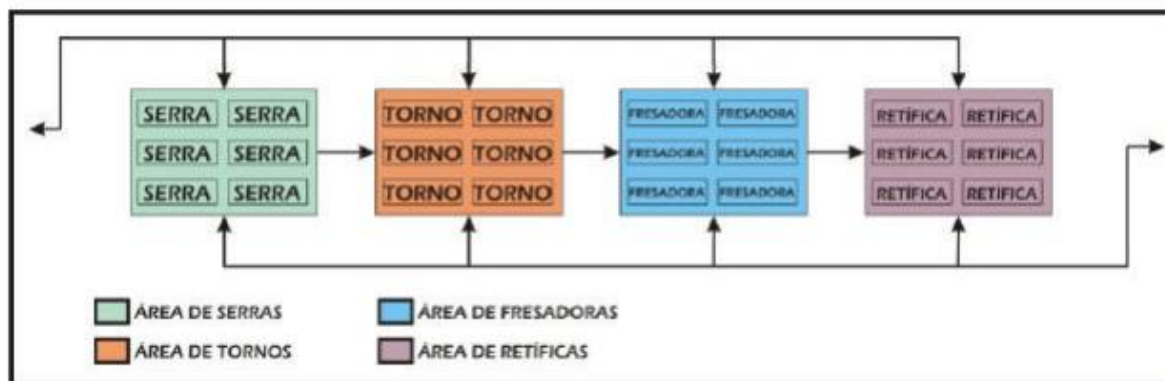 SERRA SERRA TORNO TORNO FRESADORA FRESADORA RETÍFICA RETÍFICA
SERRA SERRA TORNO TORNO FRESADORA FRESADORA RETÍFICA RETÍFICA
SERRA SERRA TORNO TORNO FRESADORA FRESADORA RETÍFICA RETÍFICA
ÁREA DE SERRAS ÁREA DE FRESADORAS
ÁREA DE TORNOS ÁREA DE RETÍFICAS